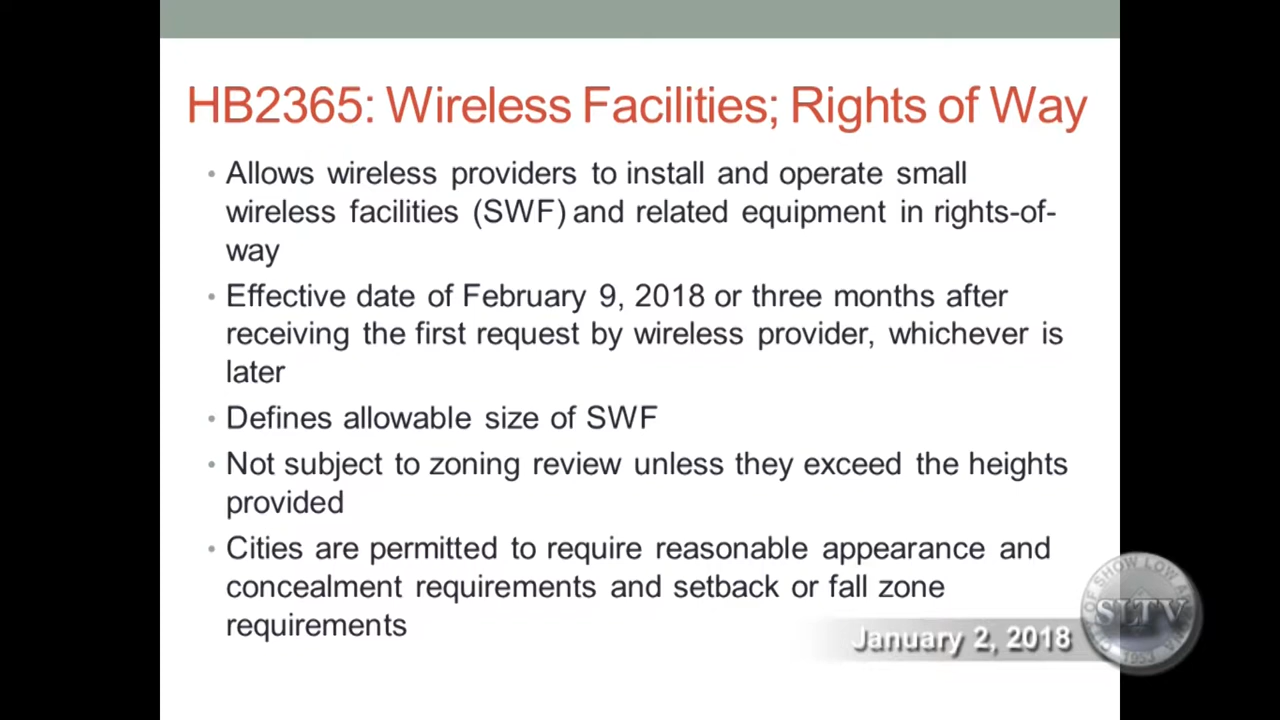 HB2365: Wireless Facilities; Rights of Way
• Allows wireless providers to install and operate small
wireless facilities (SWF) and related equipment in rights-of-
way
• Effective date of February 9, 2018 or three months after
receiving the first request by wireless provider, whichever is
later
• Defines allowable size of SWF
• Not subject to zoning review unless they exceed the heights
provided
• Cities are permitted to require reasonable appearance and
concealment requirements and setback or fall zone
requirements
January 2, 2018
OF SHOW LOW
SLTV
1953